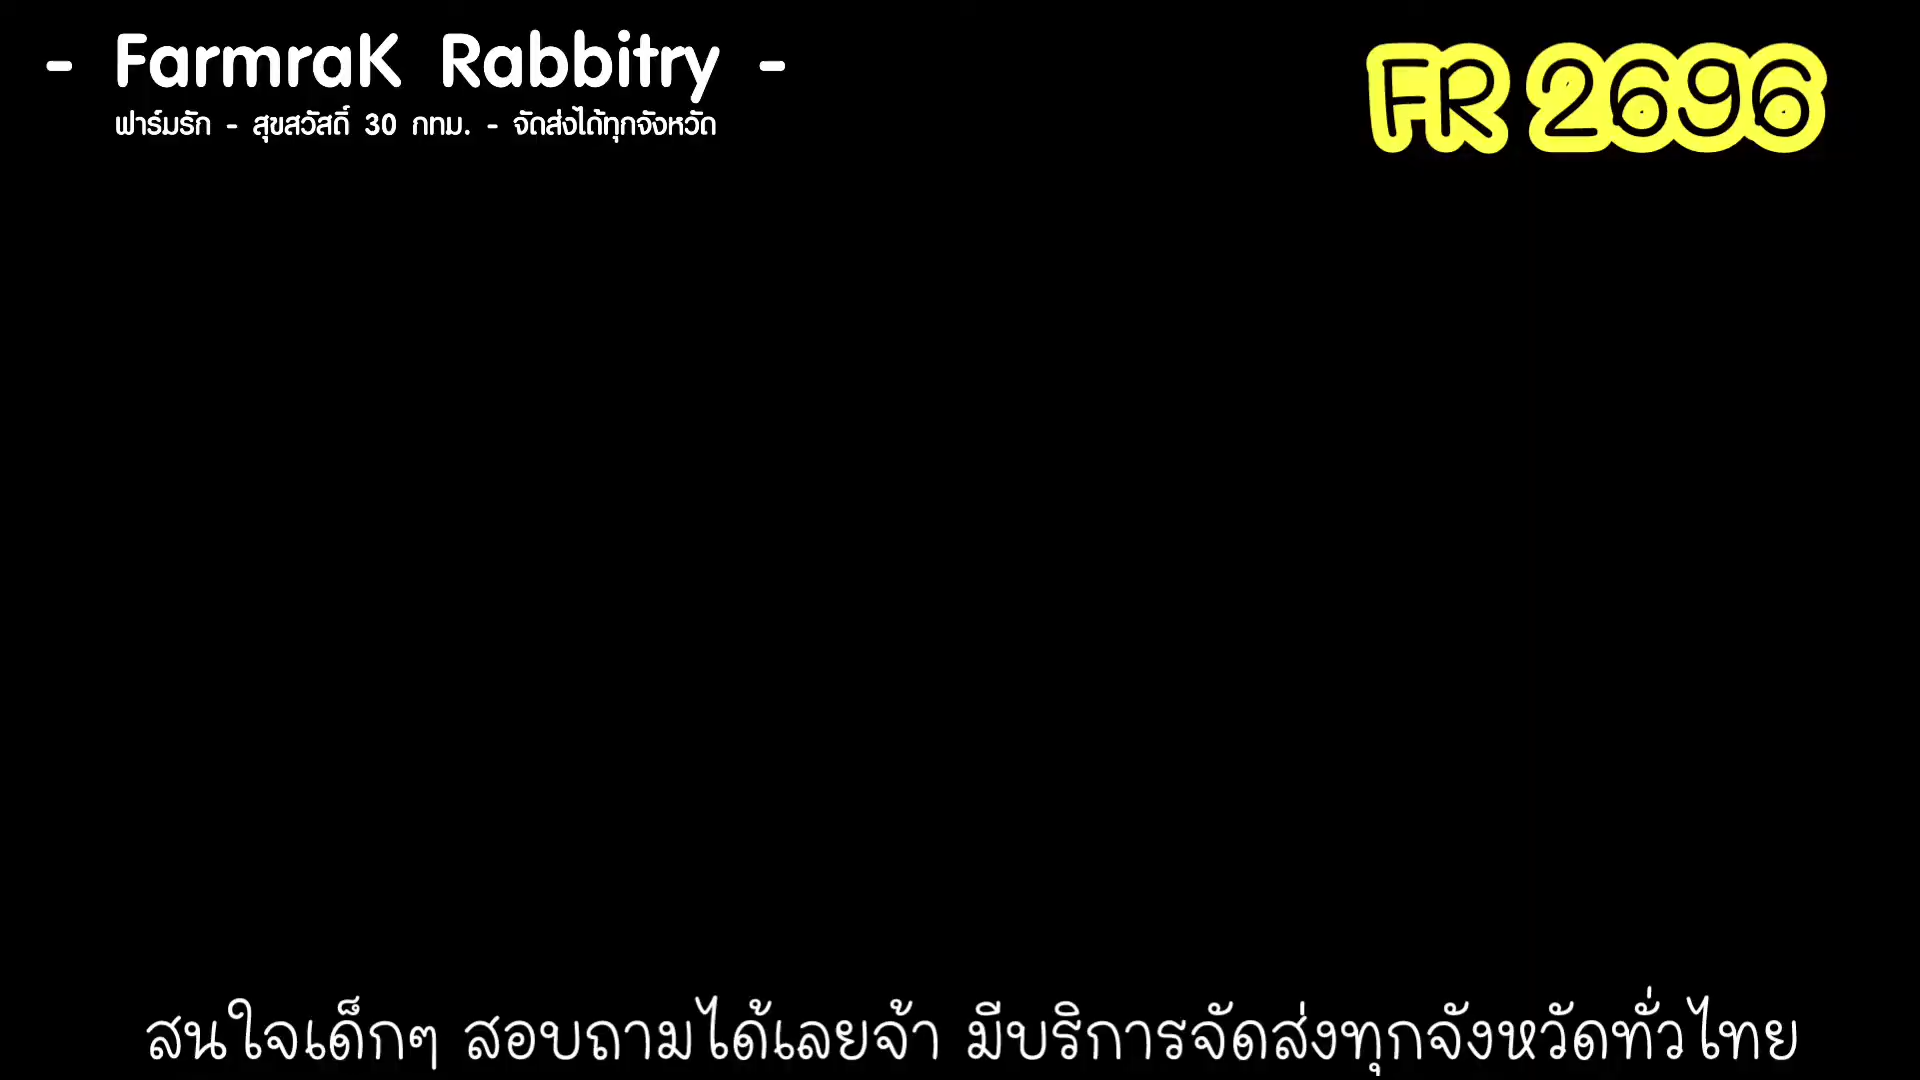 - FarmraK Rabbitry -
FR 2696
ฟาร์มรัก - สุขสวัสดิ์ 30 กทม. - จัดส่งได้ทุกจังหวัด
สนใจเด็กๆ สอบถามได้เลยจ้า มีบริการจัดส่งทุกจังหวัดทั่วไทย